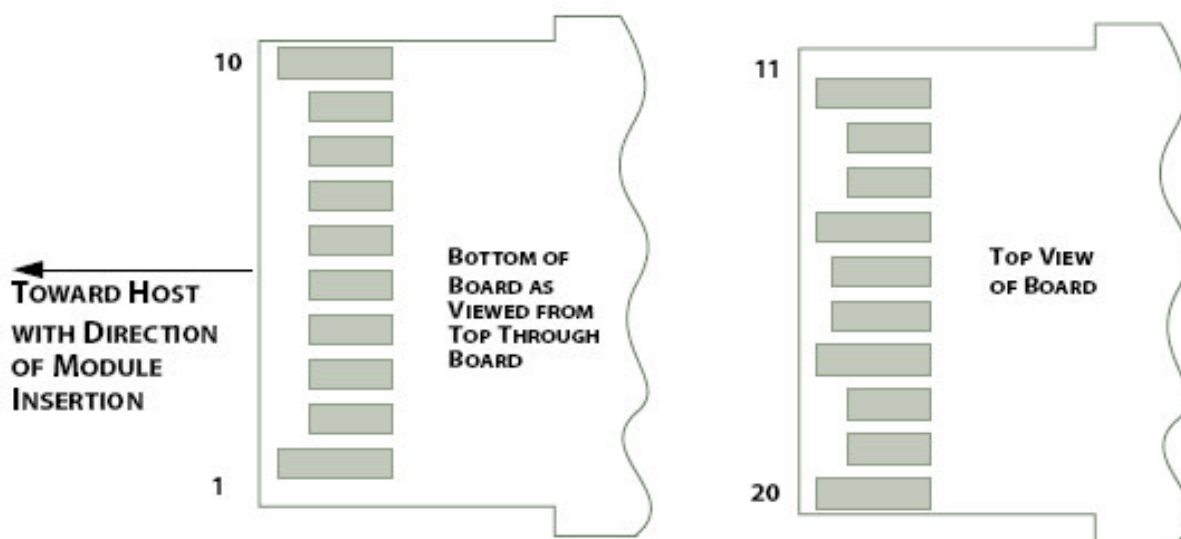 10
BOTTOM OF
BOARD AS
VIEWED FROM
TOP THROUGH
BOARD
TOWARD HOST
WITH DIRECTION
OF MODULE
INSERTION
1
11
TOP VIEW
OF BOARD
20